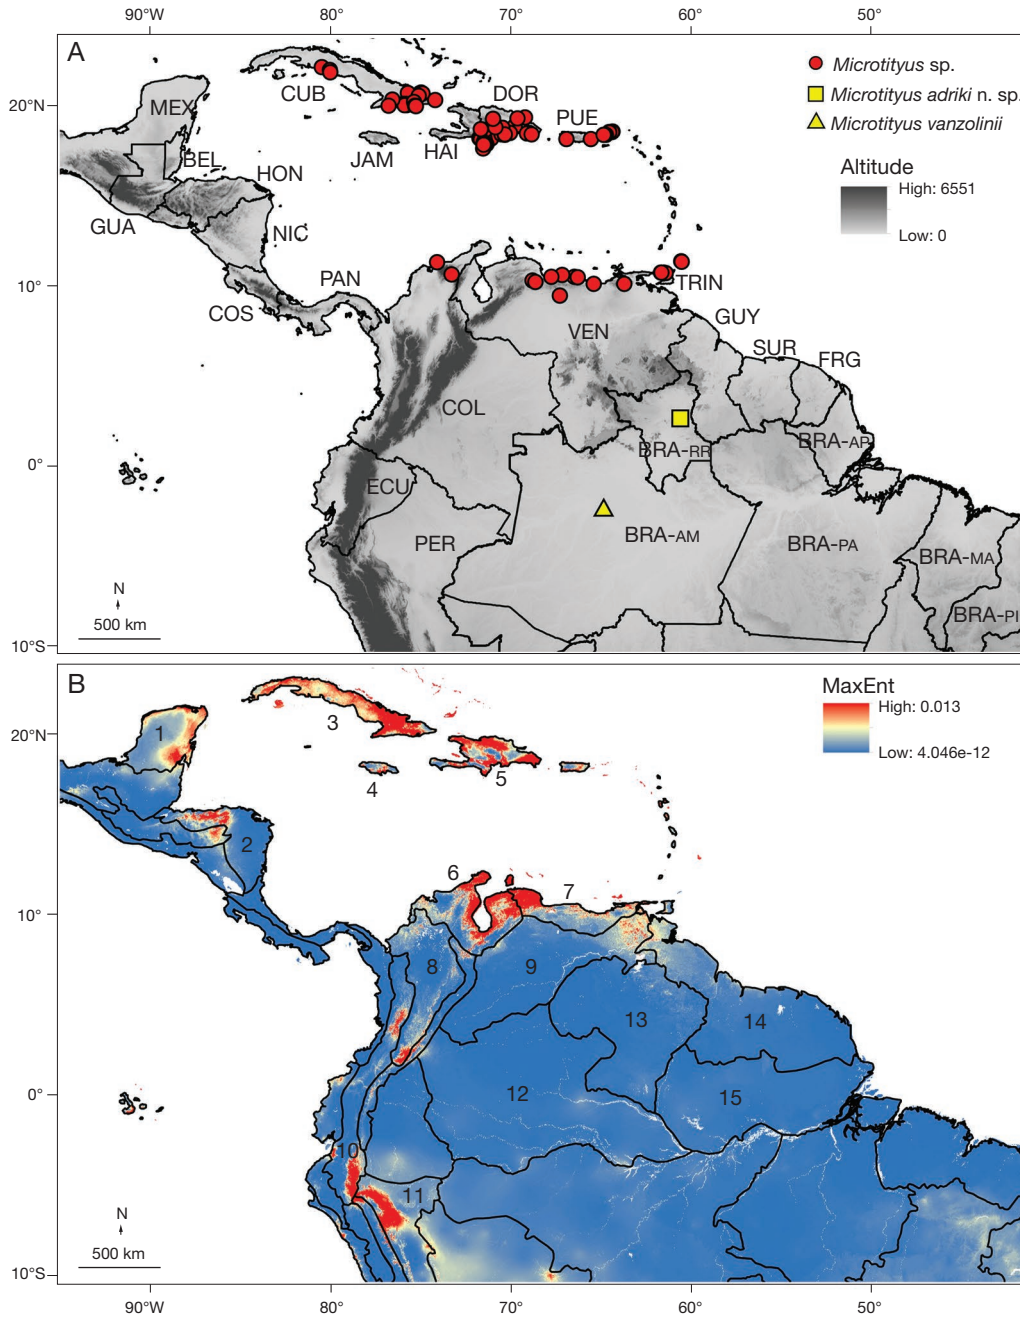 90°W 80° 70° 60° 50°
A
Microtityus sp.
Microtityus adriki n. sp.
Microtityus vanzolinii
Altitude
High: 6551
Low: 0
CUB
DOR
PUE
20°N
MEX
JAM
HAI
BEL
HON
GUA
NIC
PAN
TRIN
10°
COS
VEN
GUY
SUR
FRG
COL
BRA-AP
BRA-RR
0°
ECU
PER
BRA-AM
BRA-PA
BRA-MA
BRA-PI
N
500 km
10°S
B
MaxEnt
High: 0.013
Low: 4.046e-12
20°N
1
3
4
5
2
6
7
10°
8
9
13
14
0°
12
15
10
11
N
500 km
10°S
90°W 80° 70° 60° 50°